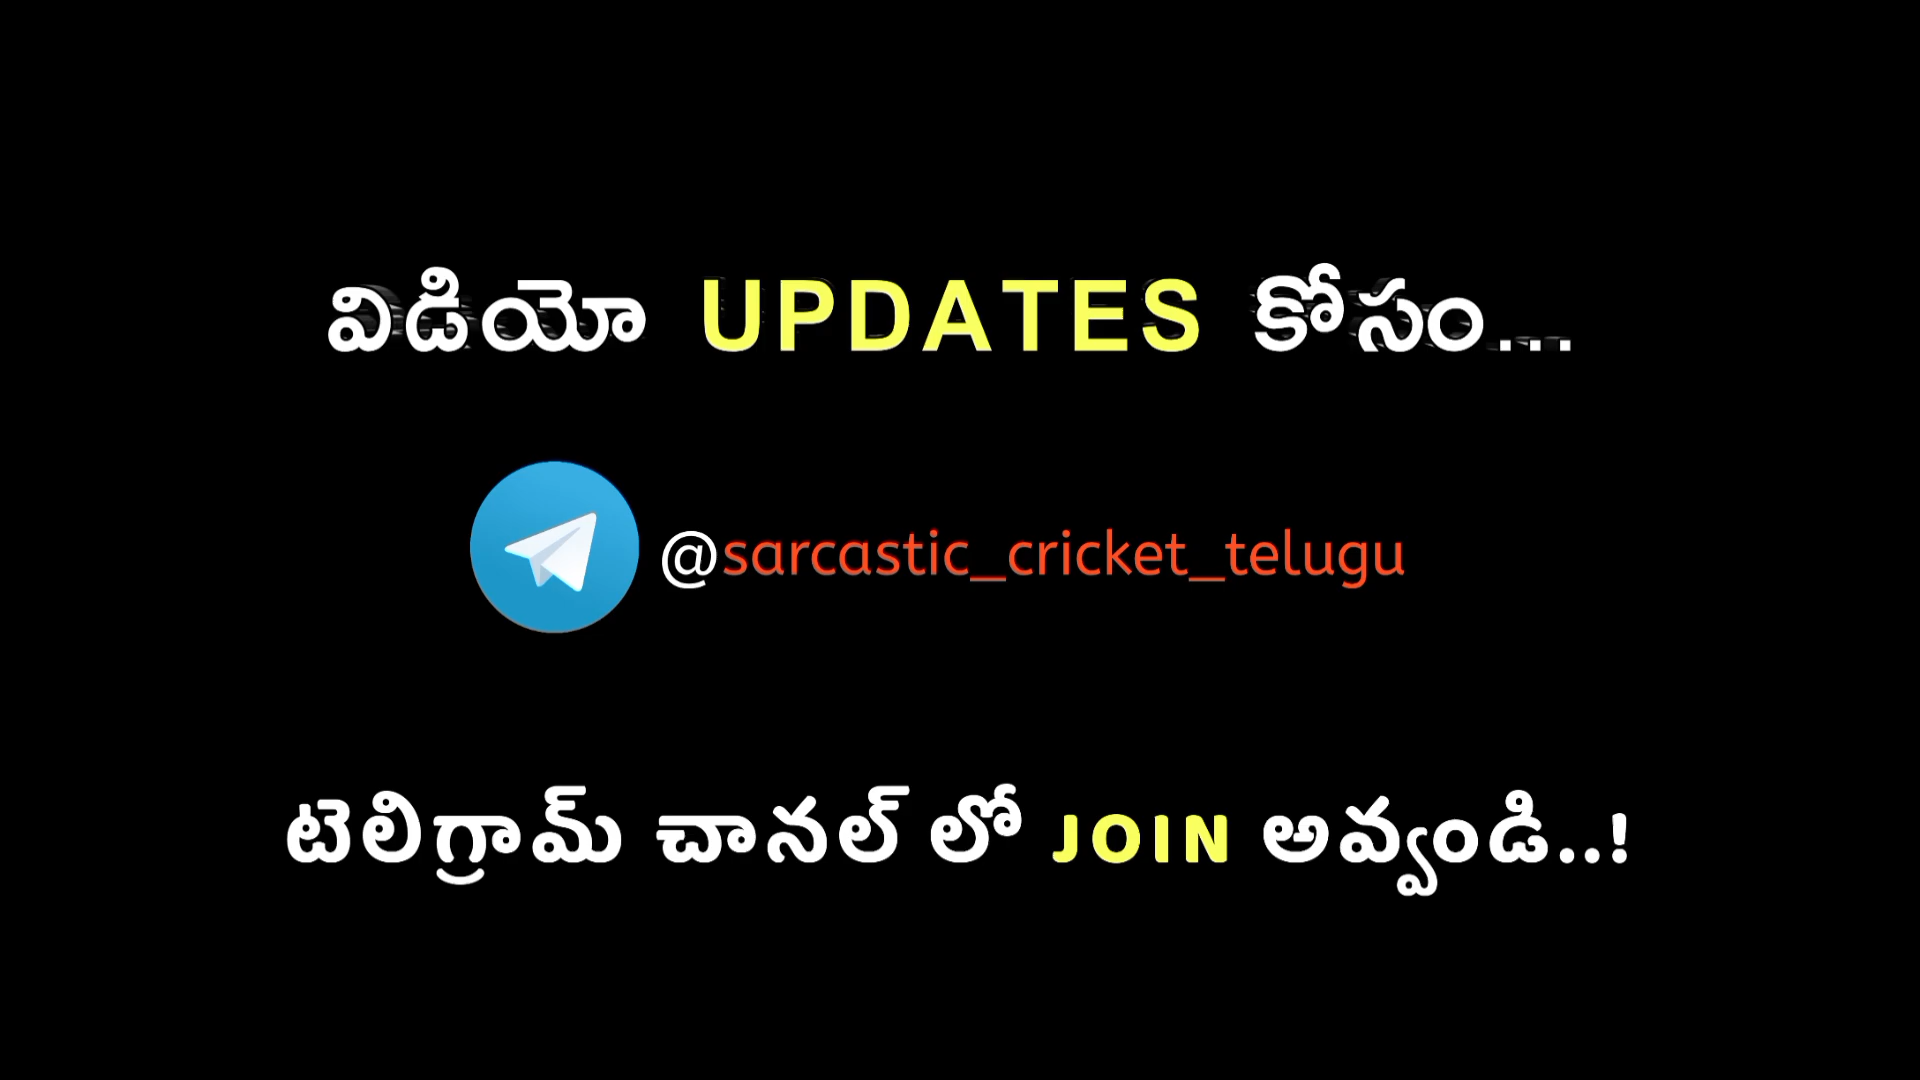 విడియో UPDATES కోసం...
@sarcastic_cricket_telugu
టెలిగ్రామ్ చానల్ లో JOIN అవ్వండి..!